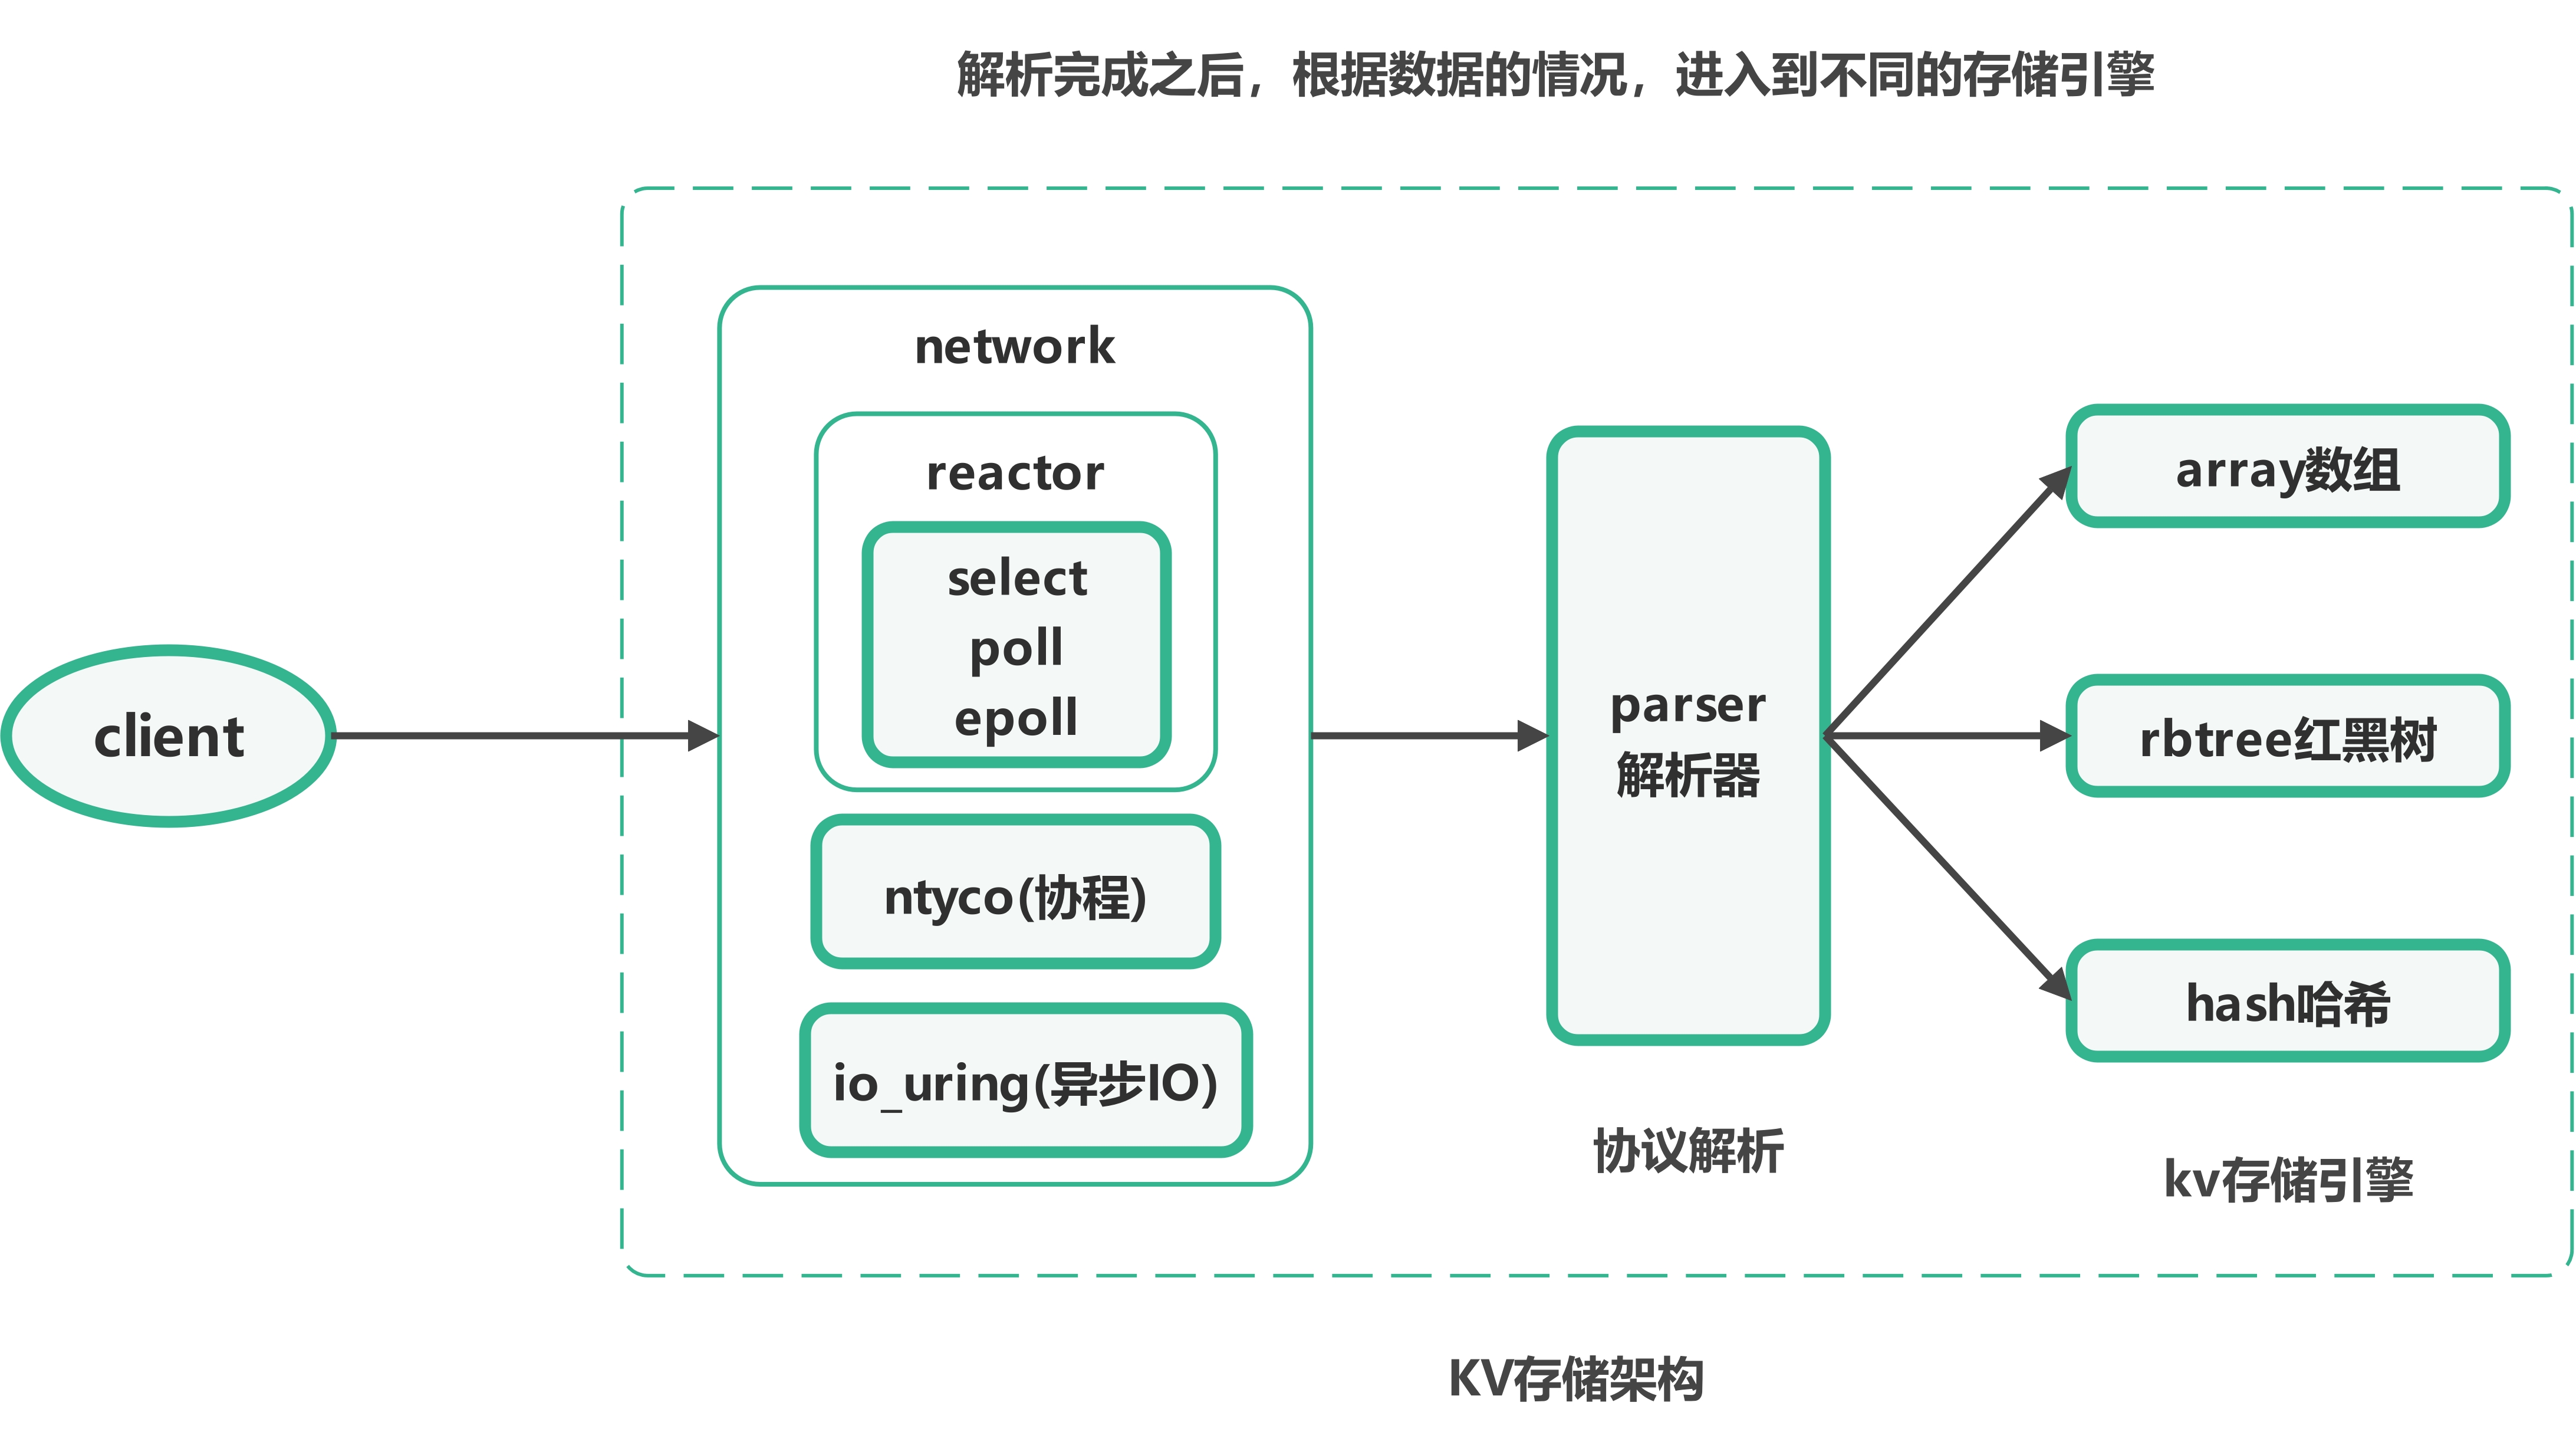 解析完成之后，根据数据的情况，进入到不同的存储引擎
client
network
reactor
select
poll
epoll
ntyco(协程)
io_uring(异步IO)
parser
解析器
协议解析
array数组
rbtree红黑树
hash哈希
kv存储引擎
KV存储架构